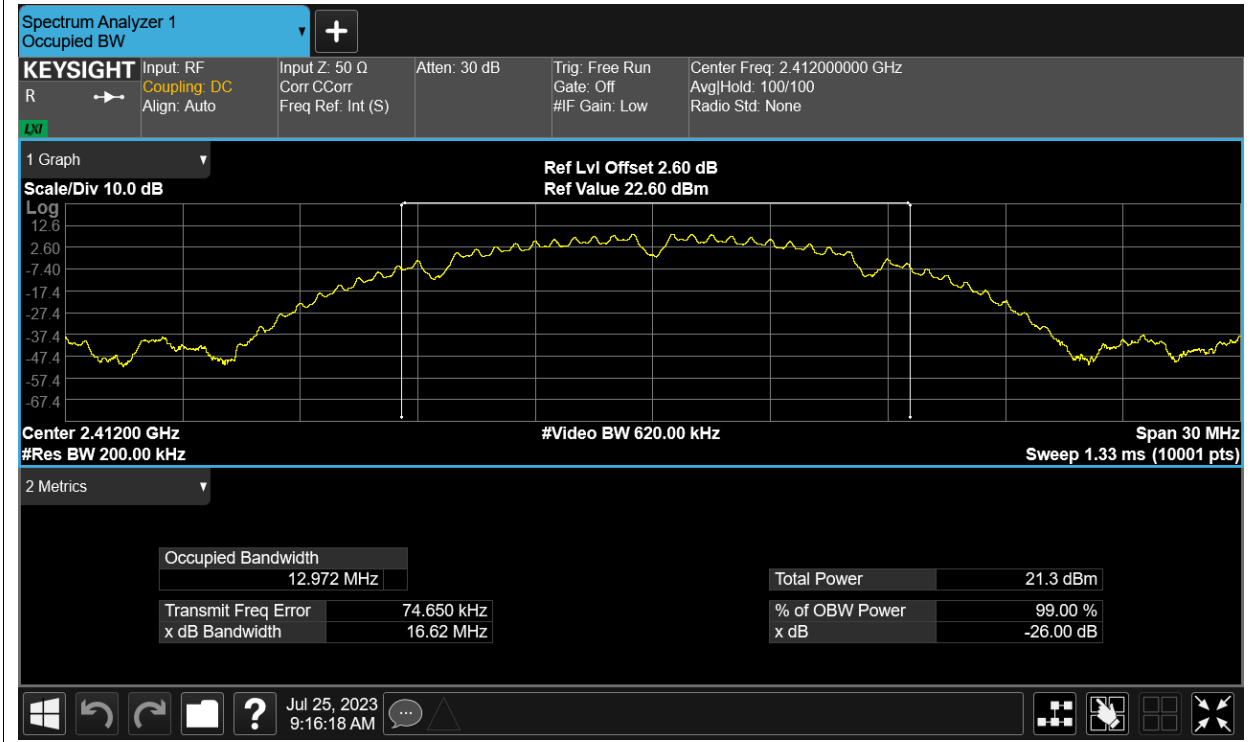 Spectrum Analyzer 1
Occupied BW
KEYSIGHT
R
LXI
Input: RF
Coupling: DC
Align: Auto
Input Z: 50 Ω
Corr CCorr
Freq Ref: Int (S)
Atten: 30 dB
Trig: Free Run
Gate: Off
#IF Gain: Low
Center Freq: 2.412000000 GHz
Avg|Hold: 100/100
Radio Std: None
1 Graph
Scale/Div 10.0 dB
Ref Lvl Offset 2.60 dB
Ref Value 22.60 dBm
Log
12.6
2.60
-7.40
-17.4
-27.4
-37.4
-47.4
-57.4
-67.4
Center 2.41200 GHz
#Video BW 620.00 kHz
Span 30 MHz
#Res BW 200.00 kHz
Sweep 1.33 ms (10001 pts)
2 Metrics
Occupied Bandwidth
12.972 MHz
Total Power 21.3 dBm
Transmit Freq Error 74.650 kHz
% of OBW Power 99.00 %
x dB Bandwidth 16.62 MHz
x dB -26.00 dB
?
Jul 25, 2023
9:16:18 AM